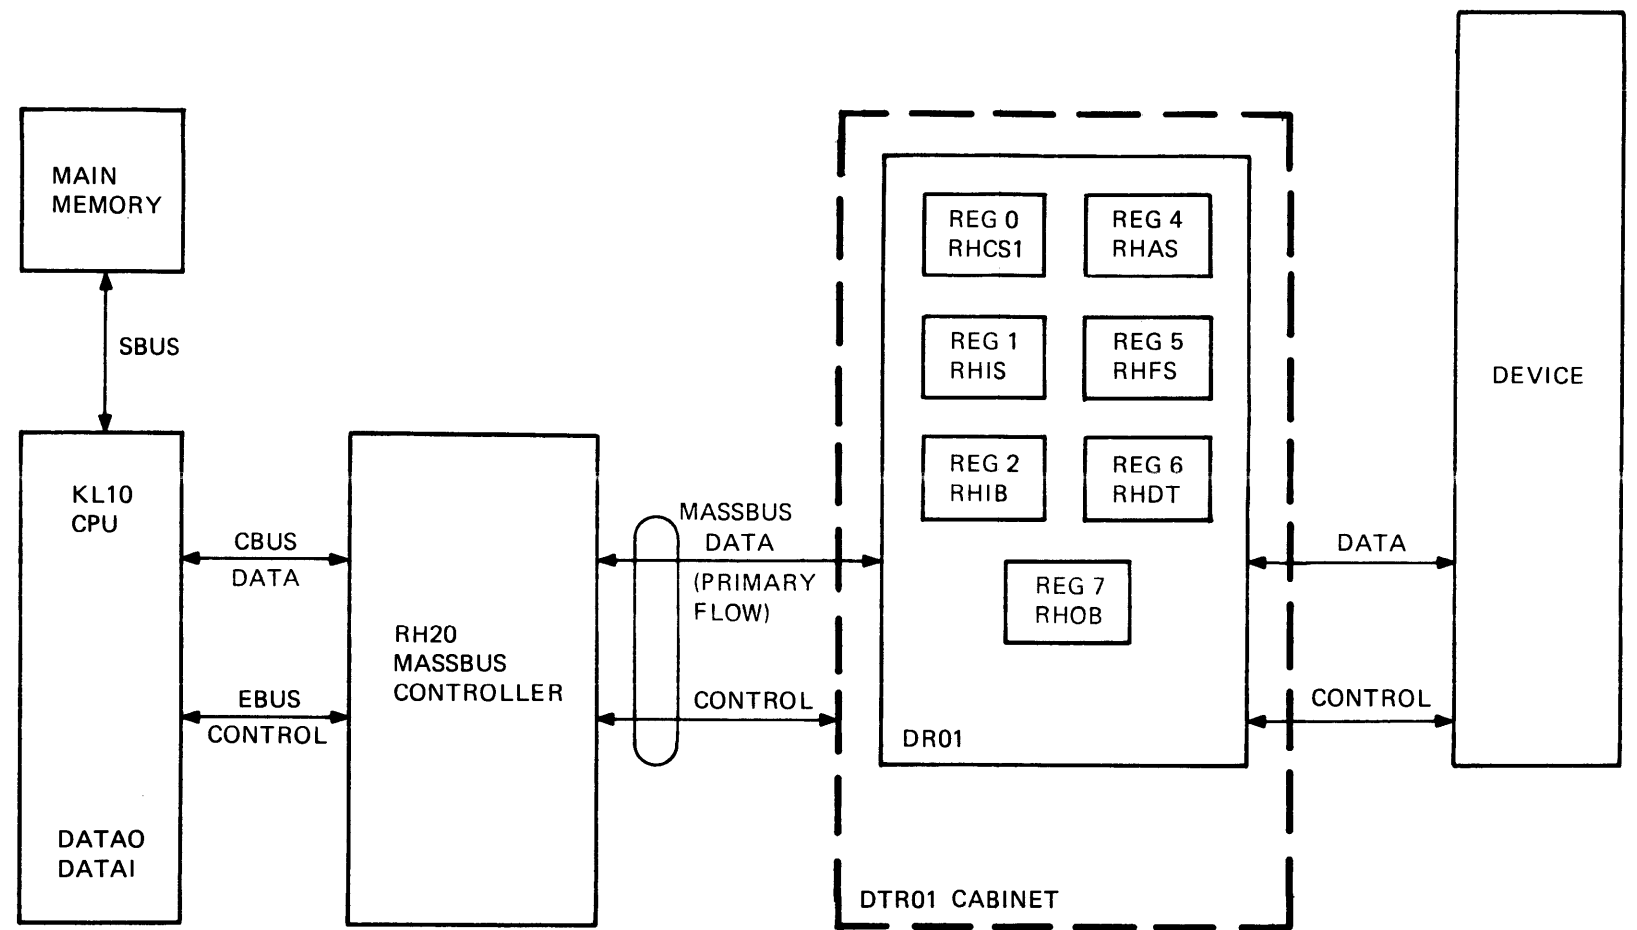 MAIN
MEMORY
SBUS
KL10
CPU
DATAO
DATAI
CBUS
DATA
EBUS
CONTROL
RH20
MASSBUS
CONTROLLER
MASSBUS
DATA
(PRIMARY
FLOW)
CONTROL
REG 0
RHCS1
REG 4
RHAS
REG 1
RHIS
REG 5
RHFS
REG 2
RHIB
REG 6
RHDT
REG 7
RHOB
DR01
DTR01 CABINET
DATA
CONTROL
DEVICE